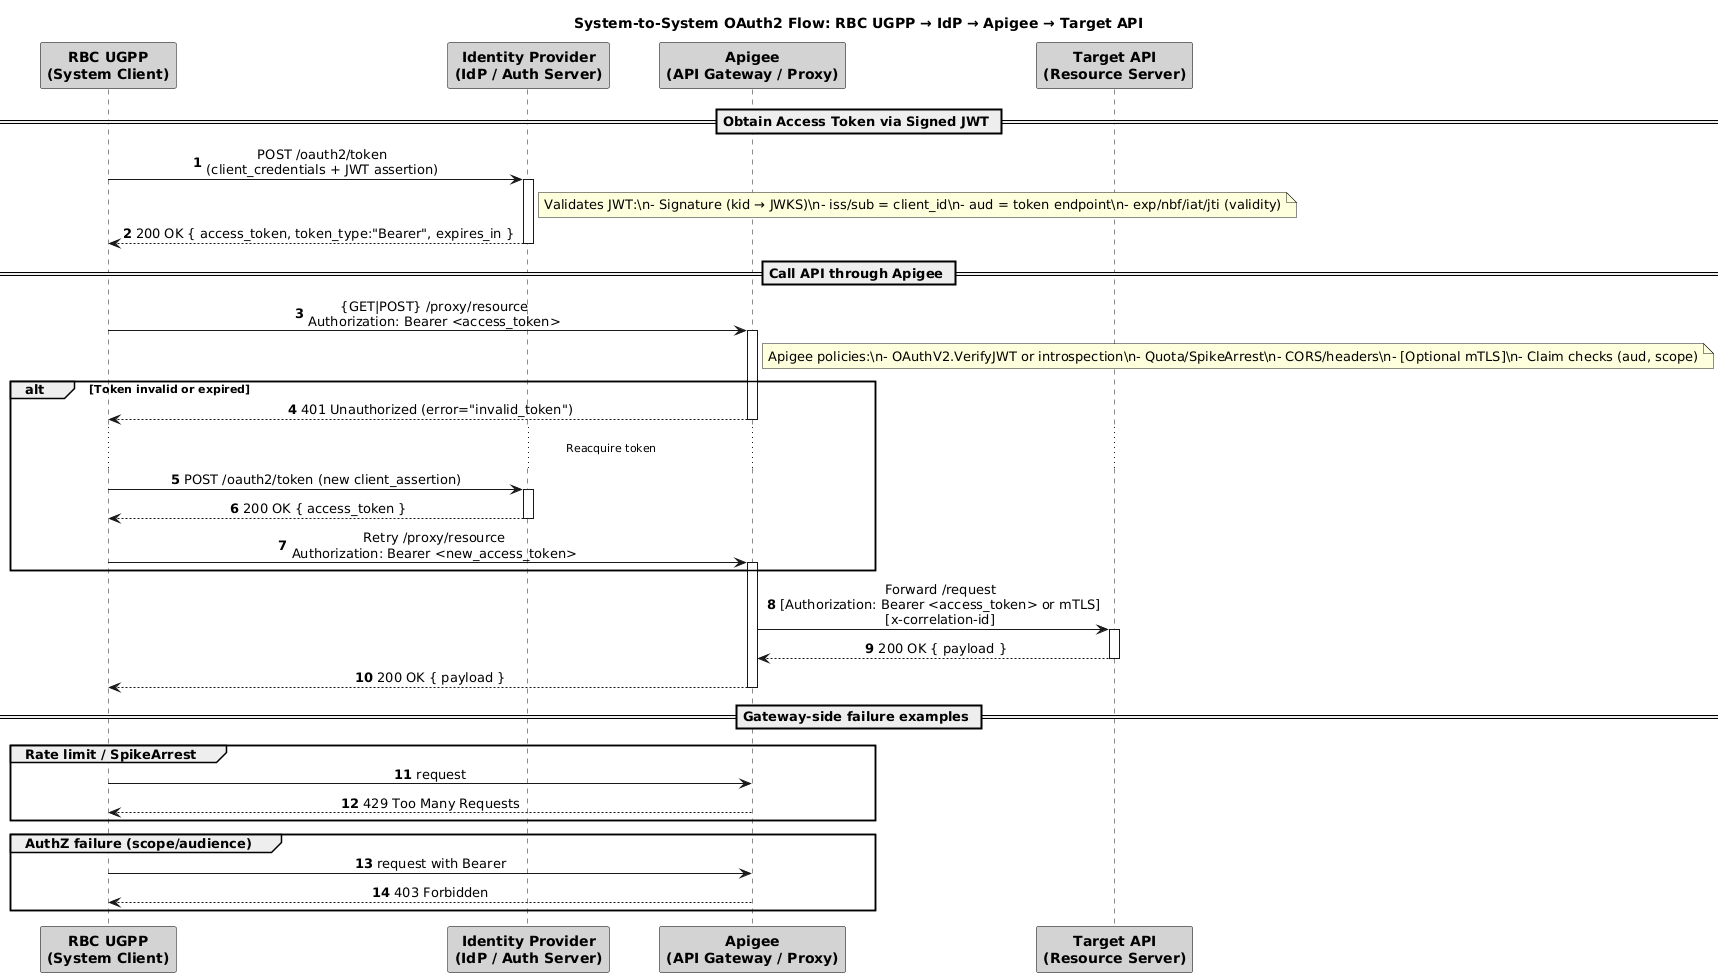 System-to-System OAuth2 Flow: RBC UGPP → IdP → Apigee → Target API
RBC UGPP
(System Client)
Identity Provider
(IdP / Auth Server)
Apigee
(API Gateway / Proxy)
Target API
(Resource Server)
Obtain Access Token via Signed JWT
1 POST /oauth2/token
(client_credentials + JWT assertion)
Validates JWT:\n- Signature (kid → JWKS)\n- iss/sub = client_id\n- aud = token endpoint\n- exp/nbf/iat/jti (validity)
2 200 OK { access_token, token_type:"Bearer", expires_in }
Call API through Apigee
3 {GET|POST} /proxy/resource
Authorization: Bearer <access_token>
Apigee policies:\n- OAuthV2.VerifyJWT or introspection\n- Quota/SpikeArrest\n- CORS/headers\n- [Optional mTLS]\n- Claim checks (aud, scope)
alt [Token invalid or expired]
4 401 Unauthorized (error="invalid_token")
Reacquire token
5 POST /oauth2/token (new client_assertion)
6 200 OK { access_token }
7 Retry /proxy/resource
Authorization: Bearer <new_access_token>
Forward /request
8 [Authorization: Bearer <access_token> or mTLS]
[x-correlation-id]
9 200 OK { payload }
10 200 OK { payload }
Gateway-side failure examples
Rate limit / SpikeArrest
11 request
12 429 Too Many Requests
AuthZ failure (scope/audience)
13 request with Bearer
14 403 Forbidden
RBC UGPP
(System Client)
Identity Provider
(IdP / Auth Server)
Apigee
(API Gateway / Proxy)
Target API
(Resource Server)